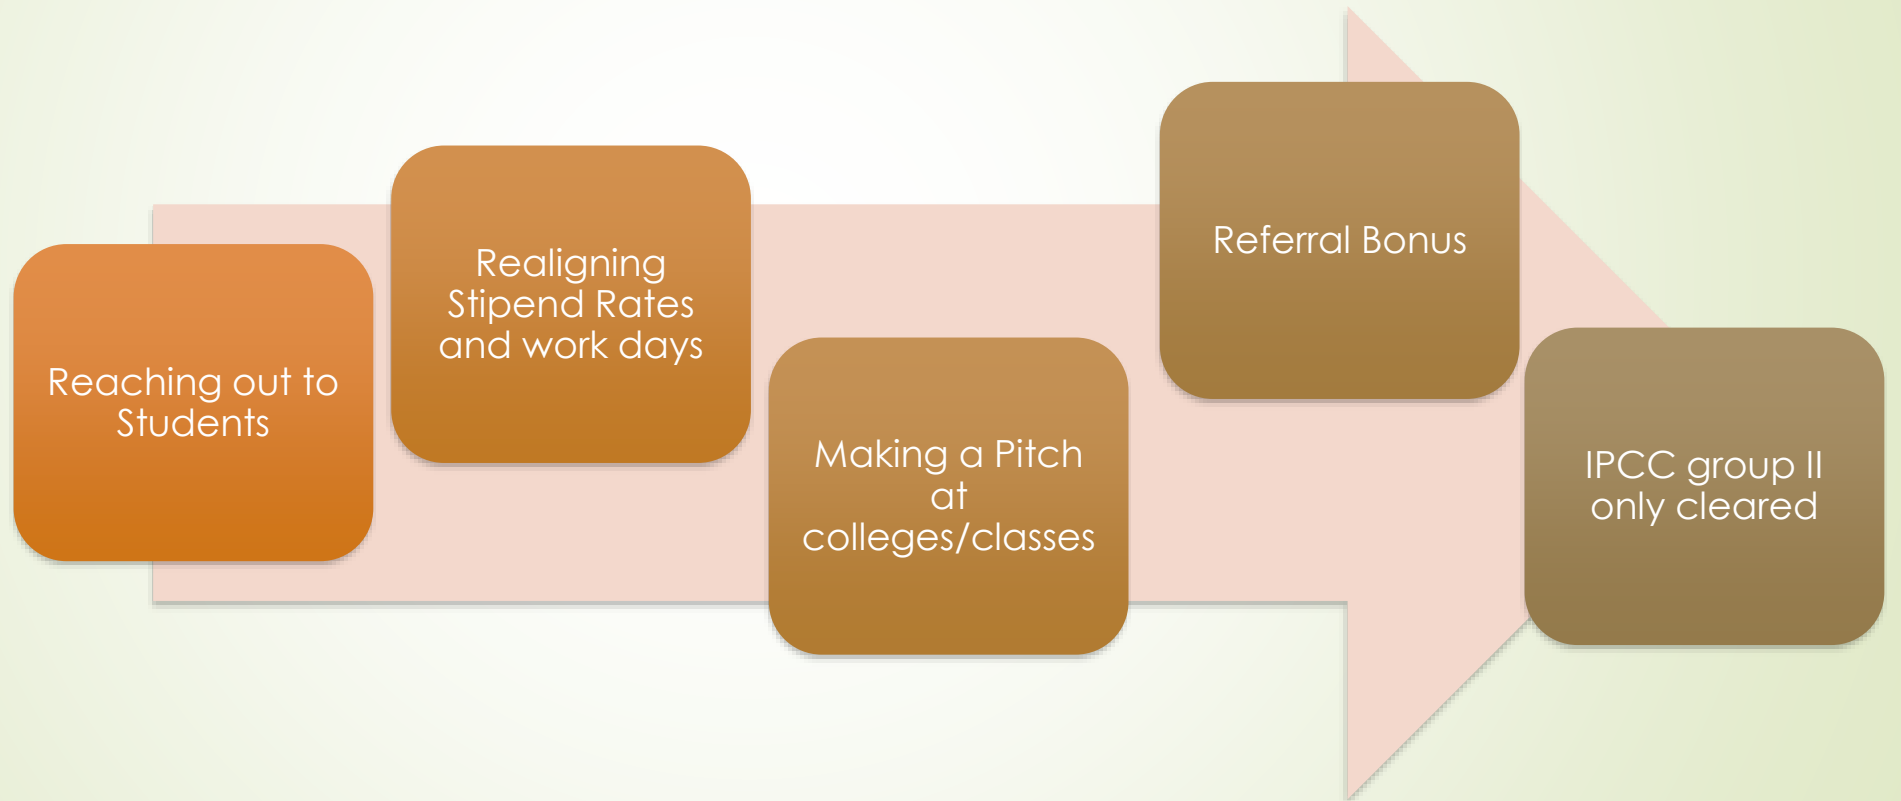 Reaching out to
Students
Realigning
Stipend Rates
and work days
Making a Pitch
at
colleges/classes
Referral Bonus
IPCC group II
only cleared